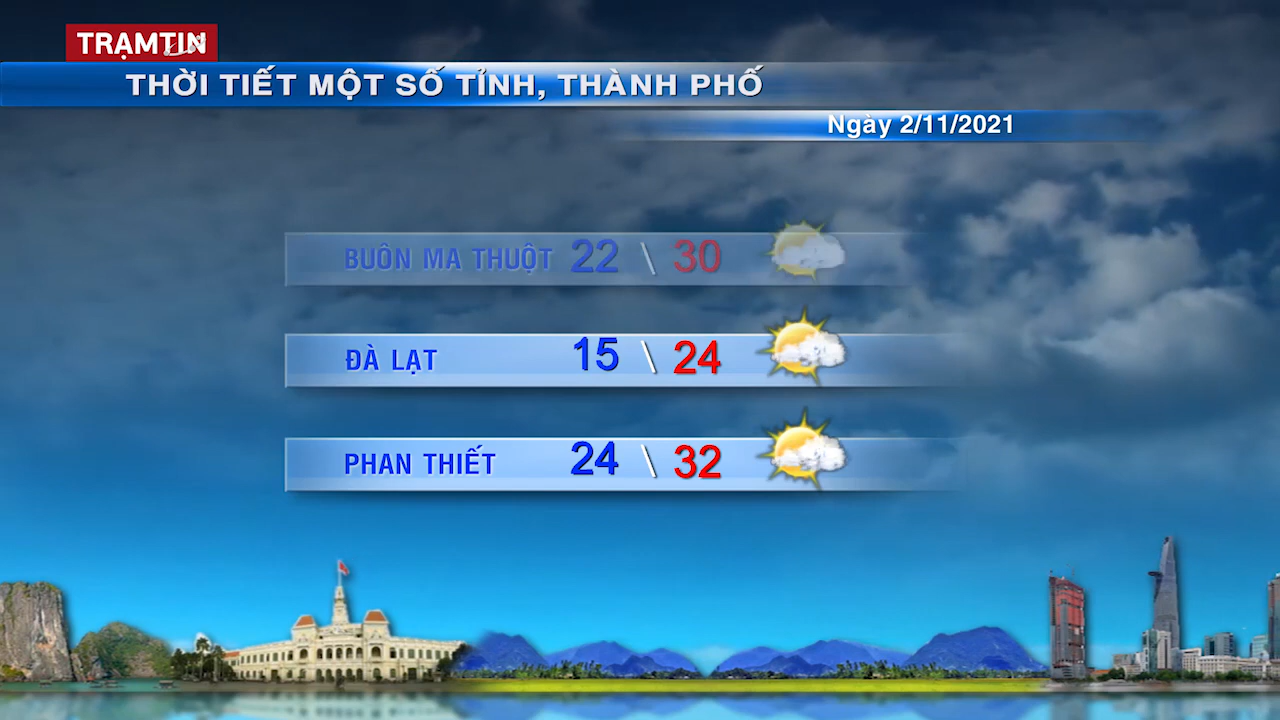 TRẠMTIN
THỜI TIẾT MỘT SỐ TỈNH, THÀNH PHỐ
Ngày 2/11/2021
BUÔN MA THUỘT 22 \ 30
ĐÀ LẠT 15 \ 24
PHAN THIẾT 24 \ 32